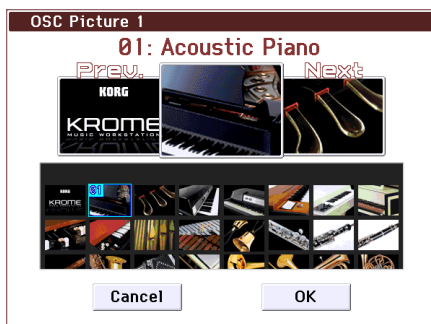 OSC Picture 1
01: Acoustic Piano
Prev.
Next
KORG
KROME
MUSIC WORKSTATION
KORG
KROME
01
Cancel
OK